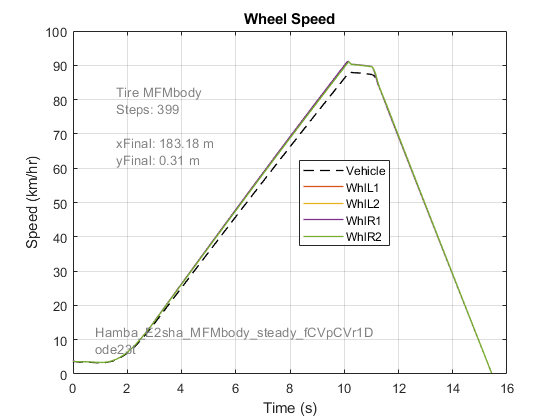 Wheel Speed
100
90
80
70
60
50
40
30
20
10
0
Speed (km/hr)
Tire MFMbody
Steps: 399
xFinal: 183.18 m
yFinal: 0.31 m
Vehicle
WhlL1
WhlL2
WhlR1
WhlR2
Hamba_E2sha_MFMbody_steady_fCVpCVr1D
ode23t
0 2 4 6 8 10 12 14 16
Time (s)